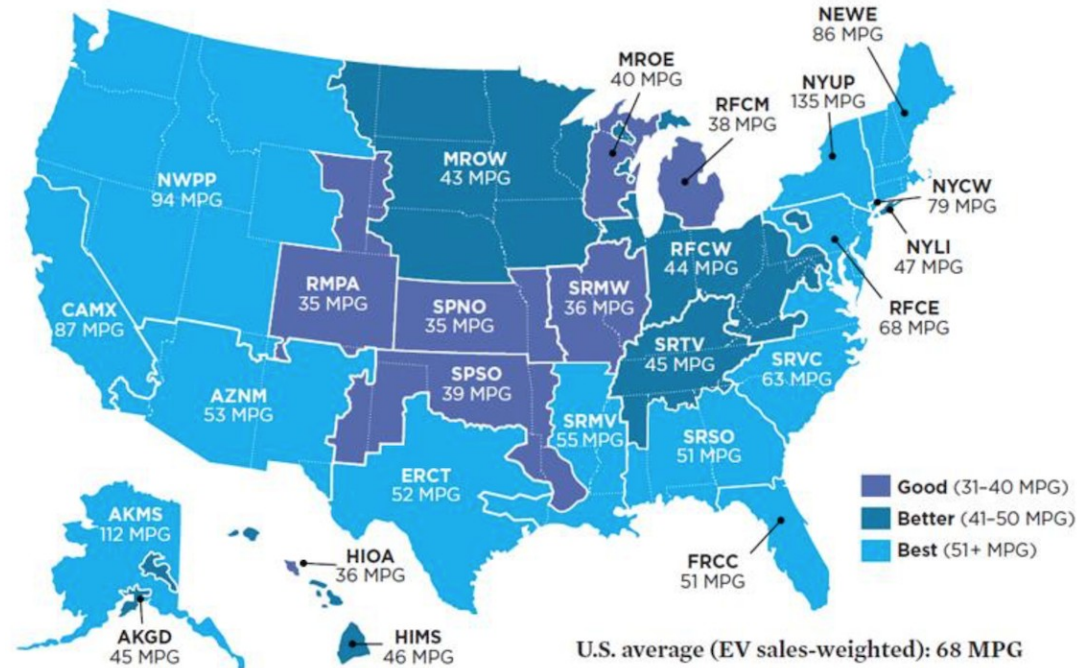 NEWE
86 MPG
MROE
40 MPG
NYUP
135 MPG
RFCM
38 MPG
MROW
43 MPG
NWPP
94 MPG
NYCW
79 MPG
NYLI
47 MPG
RFCW
44 MPG
RMPA
35 MPG
SPNO
35 MPG
SRMW
36 MPG
RFCE
68 MPG
CAMX
87 MPG
SRTV
45 MPG
SRVC
63 MPG
AZNM
53 MPG
SPSO
39 MPG
SRMV
55 MPG
SRSO
51 MPG
ERCT
52 MPG
Good (31–40 MPG)
Better (41–50 MPG)
Best (51+ MPG)
AKMS
112 MPG
HIOA
36 MPG
FRCC
51 MPG
AKGD
45 MPG
HIMS
46 MPG
U.S. average (EV sales-weighted): 68 MPG